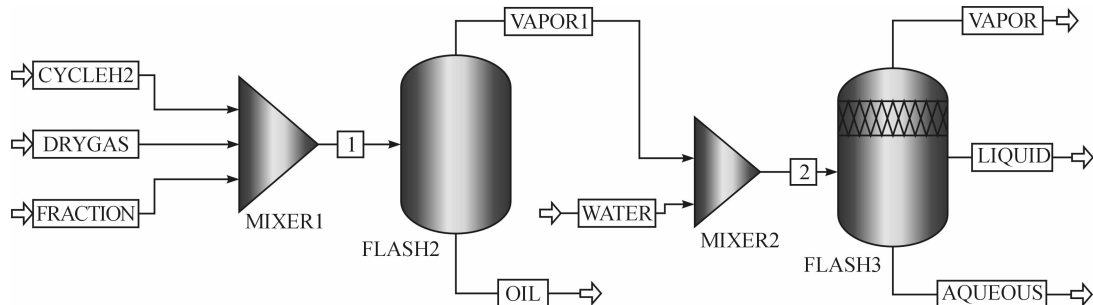 VAPOR1
VAPOR
CYCLEH2
DRYGAS
1
FRACTION
MIXER1
FLASH2
OIL
WATER
MIXER2
2
LIQUID
FLASH3
AQUEOUS